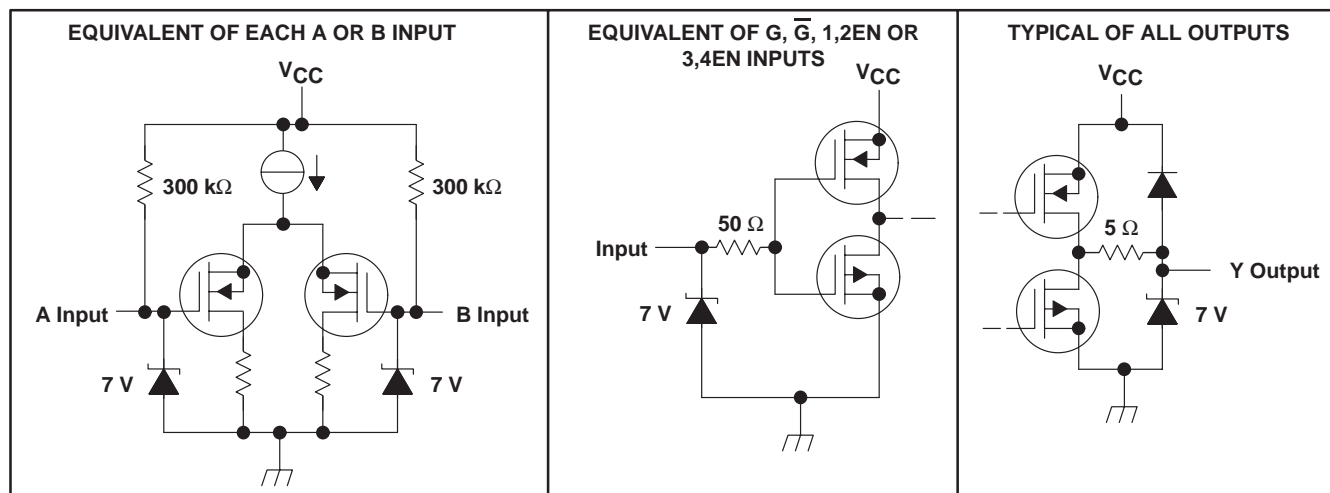 EQUIVALENT OF EACH A OR B INPUT
VCC
300 kΩ
300 kΩ
A Input
B Input
7 V
7 V
EQUIVALENT OF G, G̅, 1,2EN OR
3,4EN INPUTS
VCC
50 Ω
Input
7 V
TYPICAL OF ALL OUTPUTS
VCC
5 Ω
Y Output
7 V